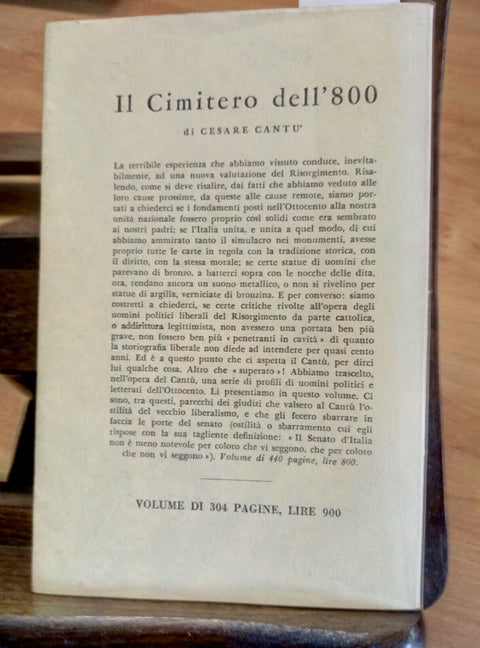 Il Cimitero dell'800
di CESARE CANTU'
La terribile esperienza che abbiamo vissuto conduce, inevita-
bilmente, ad una nuova valutazione del Risorgimento. Risa-
lendo, come si deve risalire, dai fatti che abbiamo veduto alle
loro cause prossime, da queste alle cause remote, siamo por-
tati a chiederci se i fondamenti posti nell'Ottocento alla nostra
unità nazionale fossero proprio così solidi come era sembrato
ai nostri padri; se l'Italia unita, e unita a quel modo, di cui
abbiamo ammirato tanto il simulacro nei monumenti, avesse
proprio tutte le carte in regola con la tradizione storica, con
il diritto, con la stessa morale; se certe statue di uomini che
parevano di bronzo, a batterci sopra con le nocche delle dita,
ora, rendano ancora un suono metallico, o non si rivelino per
statue di argilla, verniciate di bronzina. E per converso: siamo
costretti a chiederci, se certe critiche rivolte all'opera degli
uomini politici liberali del Risorgimento da parte cattolica,
o addirittura legittimista, non avessero una portata ben più
grave, non fossero ben più « penetranti in cavità » di quanto
la storiografia liberale non diede ad intendere per quasi cento
anni. Ed è a questo punto che ci aspetta il Cantù, per dirci
lui qualche cosa. Altro che « superato »! Abbiamo trascelto,
nell'opera del Cantù, una serie di profili di uomini politici e
letterati dell'Ottocento. Li presentiamo in questo volume. Ci
sono, tra questi, parecchi dei giudizi che valsero al Cantù l'o-
stilità del vecchio liberalismo, e che gli fecero sbarrare in
faccia le porte del senato (ostilità o sbarramento cui egli
rispose con la sua tagliente definizione: « Il Senato d'Italia
non è meno notevole per coloro che vi seggono, che per coloro
che non vi seggono »). Volume di 440 pagine, lire 800.
VOLUME DI 304 PAGINE, LIRE 900